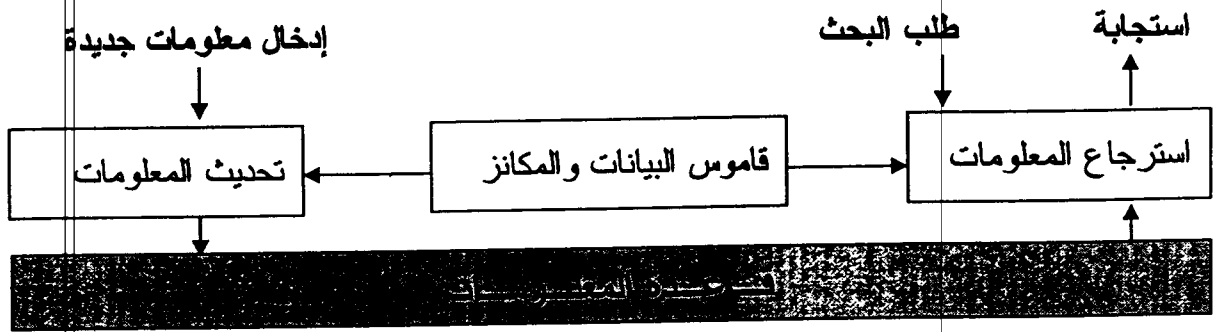 استجابة
طلب البحث
إدخال معلومات جديدة
استرجاع المعلومات
قاموس البيانات والمكانز
تحديث المعلومات